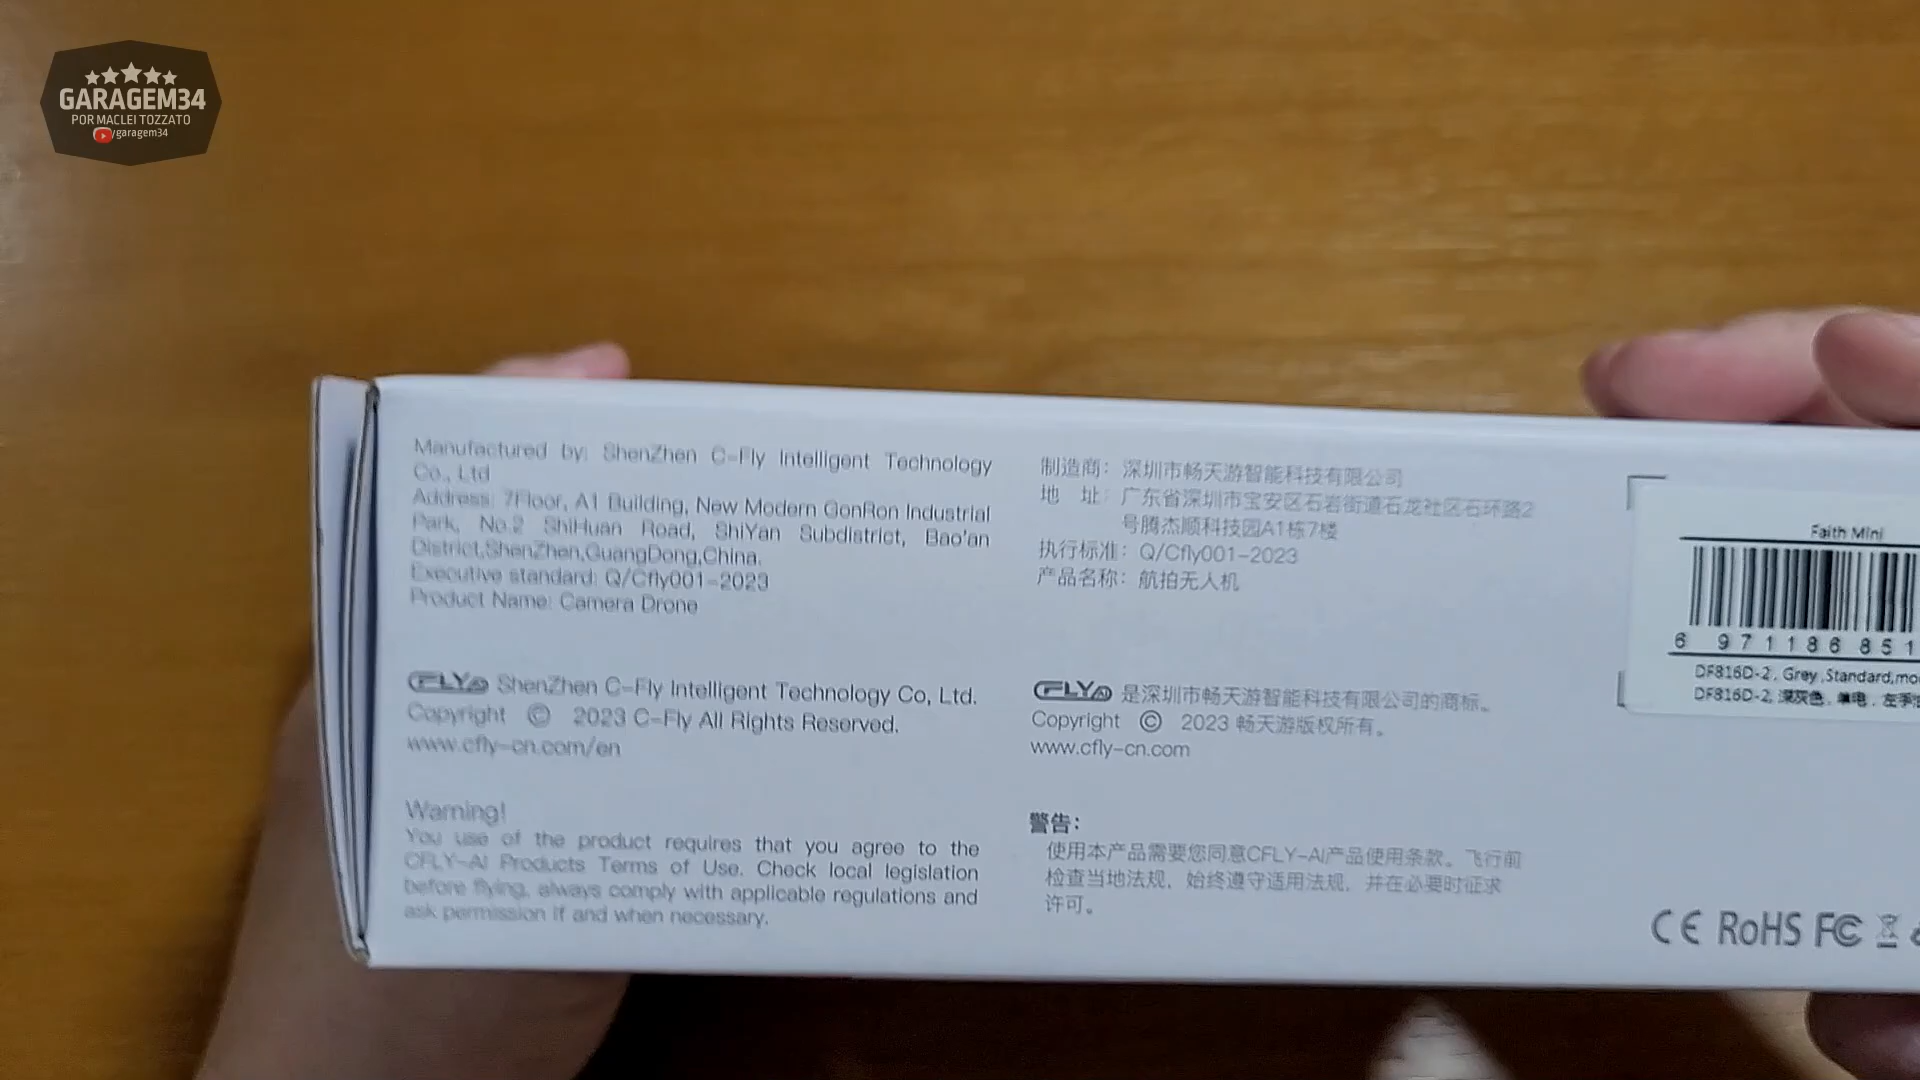 GARAGEM34
POR MACLEI TOZZATO
/garagem34
Manufactured by: ShenZhen C-Fly Intelligent Technology
Co., Ltd
Address: 7Floor, A1 Building, New Modern GonRon Industrial
Park, No.2 ShiHuan Road, ShiYan Subdistrict, Bao'an
District,ShenZhen,GuangDong,China.
Executive standard: Q/Cfly001-2023
Product Name: Camera Drone
CFLY ShenZhen C-Fly Intelligent Technology Co, Ltd.
Copyright © 2023 C-Fly All Rights Reserved.
www.cfly-cn.com/en
Warning!
You use of the product requires that you agree to the
CFLY-AI Products Terms of Use. Check local legislation
before flying, always comply with applicable regulations and
ask permission if and when necessary.
制造商：深圳市畅天游智能科技有限公司
地 址：广东省深圳市宝安区石岩街道石龙社区石环路2
号腾杰顺科技园A1栋7楼
执行标准：Q/Cfly001-2023
产品名称：航拍无人机
CFLY 是深圳市畅天游智能科技有限公司的商标。
Copyright © 2023 畅天游版权所有。
www.cfly-cn.com
警告：
使用本产品需要您同意CFLY-AI产品使用条款。飞行前
检查当地法规，始终遵守适用法规，并在必要时征求
许可。
Faith Mini
6 971186 851
DF816D-2, Grey,Standard,mo
DF816D-2, 深灰色, 单电, 左手
CE RoHS FC